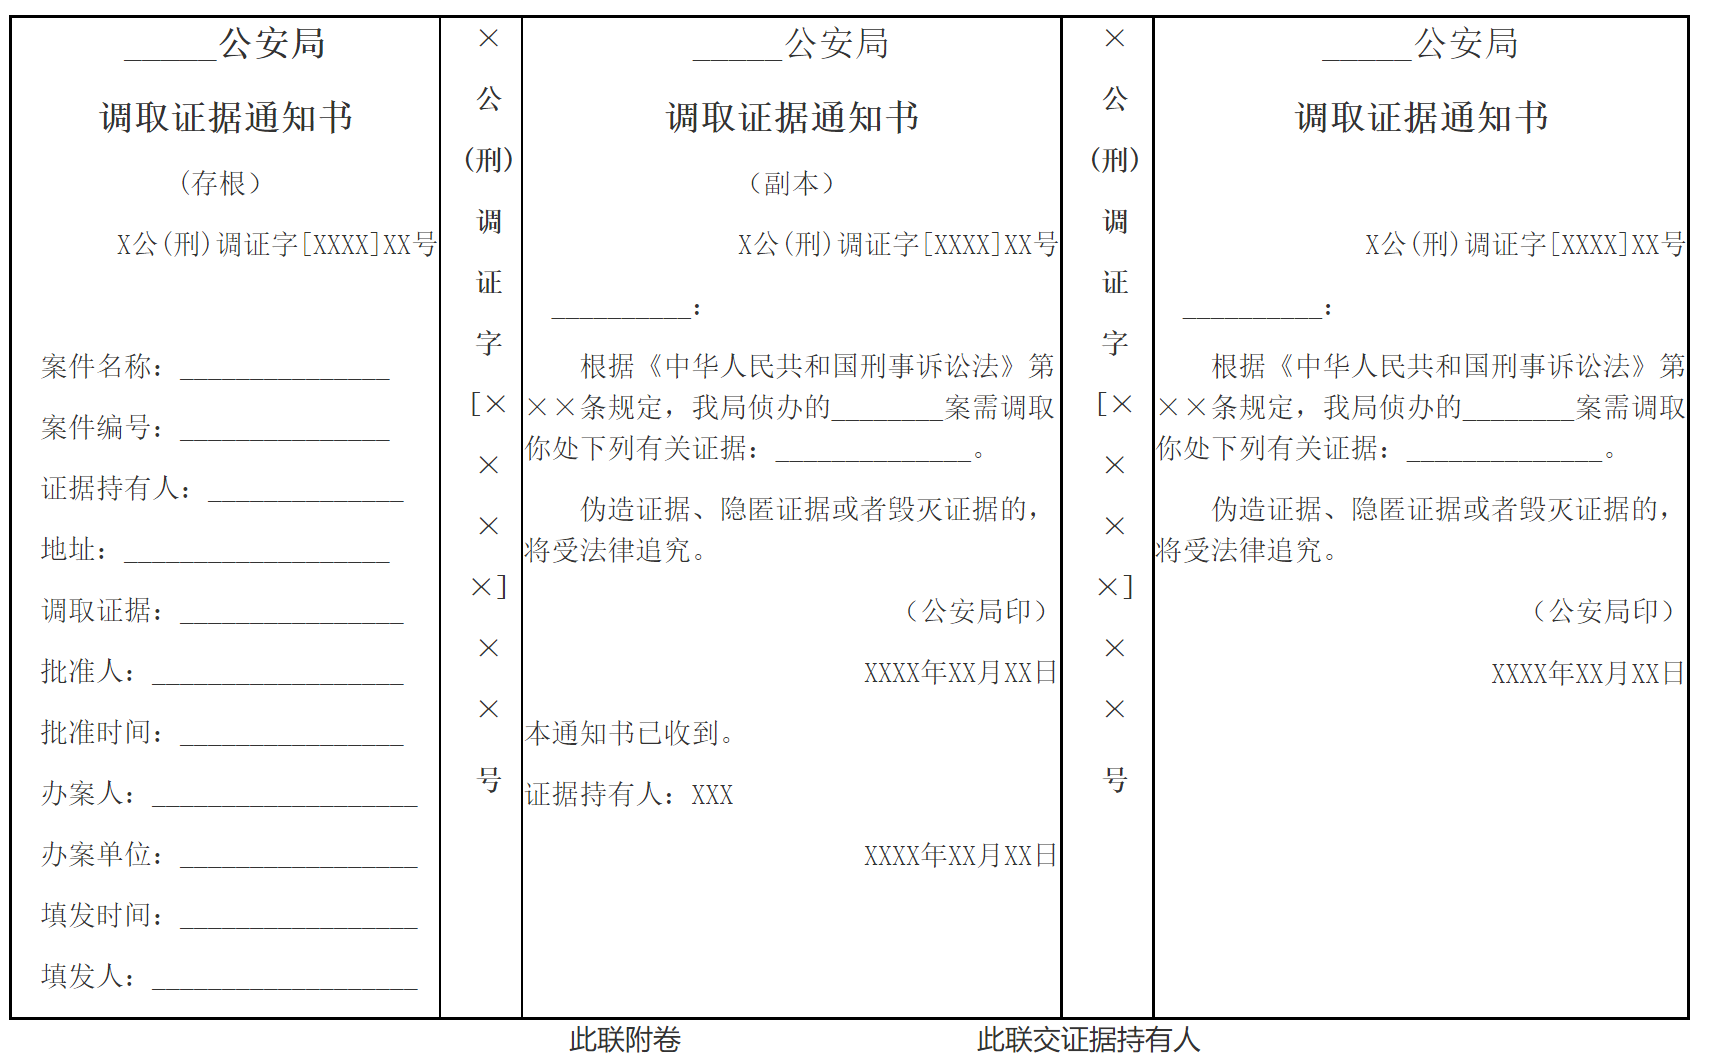 _____公安局
调取证据通知书
(存根）
X公(刑)调证字[XXXX]XX号
案件名称：_______________
案件编号：_______________
证据持有人：______________
地址：___________________
调取证据：________________
批准人：__________________
批准时间：________________
办案人：___________________
办案单位：_________________
填发时间：_________________
填发人：___________________
×
公
(刑)
调
证
字
[×
×
×
×]
×
×
号
_____公安局
调取证据通知书
（副本）
X公(刑)调证字[XXXX]XX号
__________：
根据《中华人民共和国刑事诉讼法》第
××条规定，我局侦办的________案需调取
你处下列有关证据：______________。
伪造证据、隐匿证据或者毁灭证据的，
将受法律追究。
（公安局印）
XXXX年XX月XX日
本通知书已收到。
证据持有人：XXX
XXXX年XX月XX日
×
公
(刑)
调
证
字
[×
×
×
×]
×
×
号
_____公安局
调取证据通知书
X公(刑)调证字[XXXX]XX号
__________：
根据《中华人民共和国刑事诉讼法》第
××条规定，我局侦办的________案需调取
你处下列有关证据：______________。
伪造证据、隐匿证据或者毁灭证据的，
将受法律追究。
（公安局印）
XXXX年XX月XX日
此联附卷
此联交证据持有人